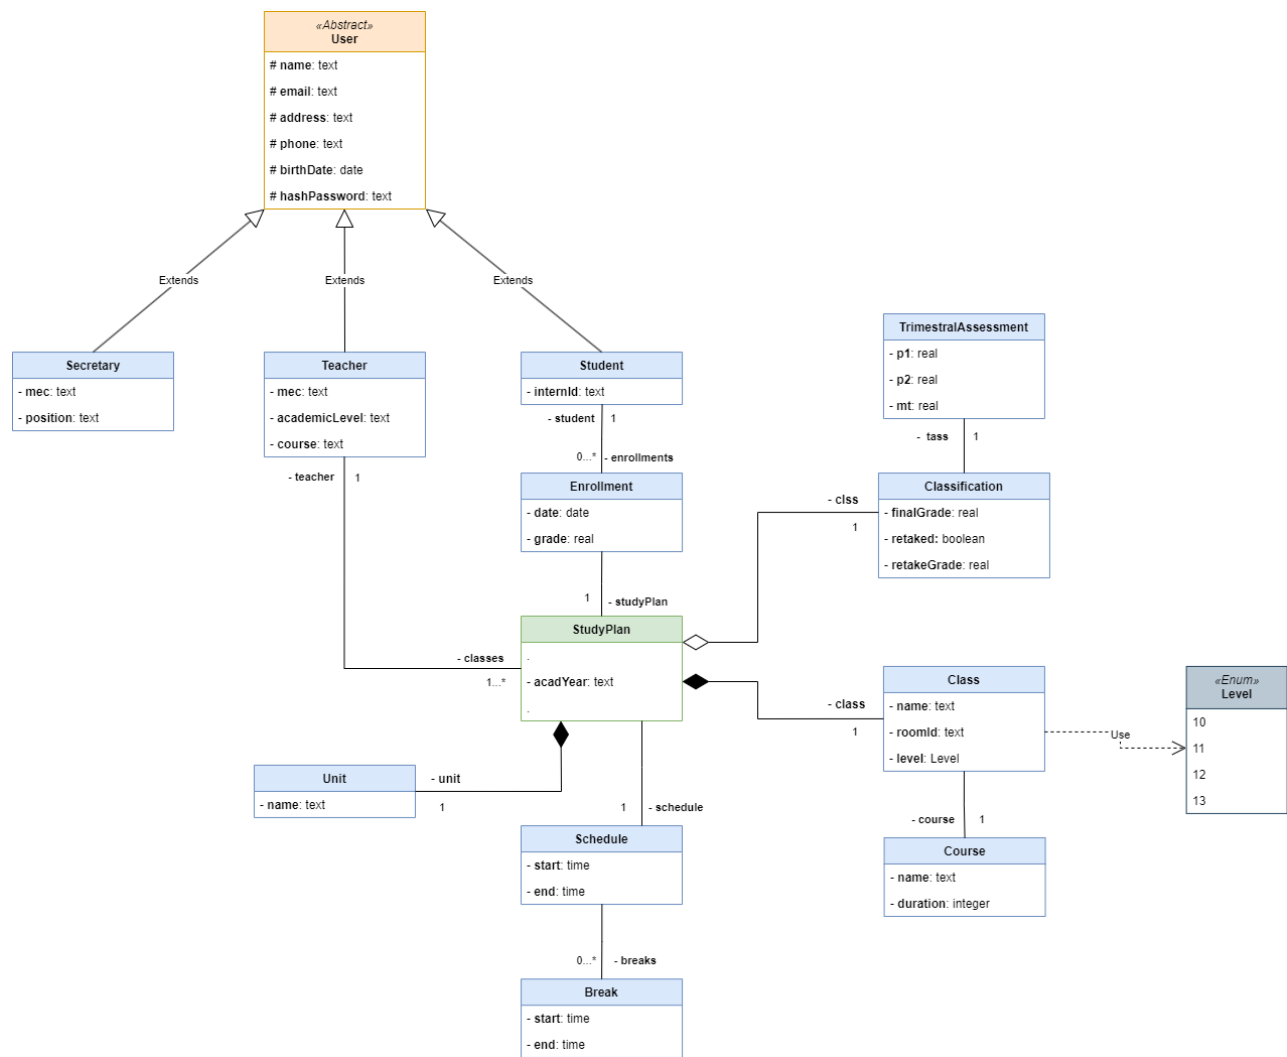 «Abstract»
User
# name: text
# email: text
# address: text
# phone: text
# birthDate: date
# hashPassword: text
Extends
Extends
Extends
Secretary
- mec: text
- position: text
Teacher
- mec: text
- academicLevel: text
- course: text
- teacher
1
Student
- internId: text
- student
1
0...*
- enrollments
Enrollment
- date: date
- grade: real
1
- studyPlan
TrimestralAssessment
- p1: real
- p2: real
- mt: real
- tass
1
Classification
- finalGrade: real
- retaked: boolean
- retakeGrade: real
- clss
1
StudyPlan
.
- acadYear: text
.
- classes
1...*
- class
1
Class
- name: text
- roomId: text
- level: Level
Use
«Enum»
Level
10
11
12
13
- course
1
Course
- name: text
- duration: integer
Unit
- name: text
- unit
1
1
- schedule
Schedule
- start: time
- end: time
0...*
- breaks
Break
- start: time
- end: time